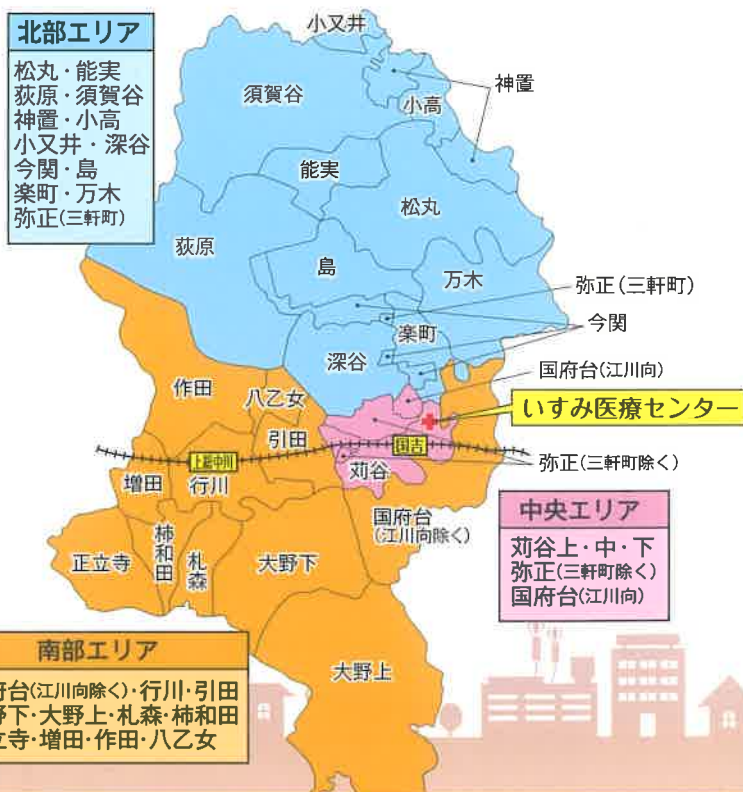 北部エリア
松丸・能実
荻原・須賀谷
神置・小高
小又井・深谷
今関・島
楽町・万木
弥正(三軒町)
小又井
神置
須賀谷
小高
能実
松丸
荻原
島
万木
弥正(三軒町)
今関
楽町
深谷
国府台(江川向)
作田
八乙女
いすみ医療センター
引田
国吉
上総中川
弥正(三軒町除く)
苅谷
増田
行川
国府台
(江川向除く)
中央エリア
苅谷上・中・下
弥正(三軒町除く)
国府台(江川向)
正立寺
柿和田
札森
大野下
大野上
南部エリア
府台(江川向除く)・行川・引田
野下・大野上・札森・柿和田
立寺・増田・作田・八乙女